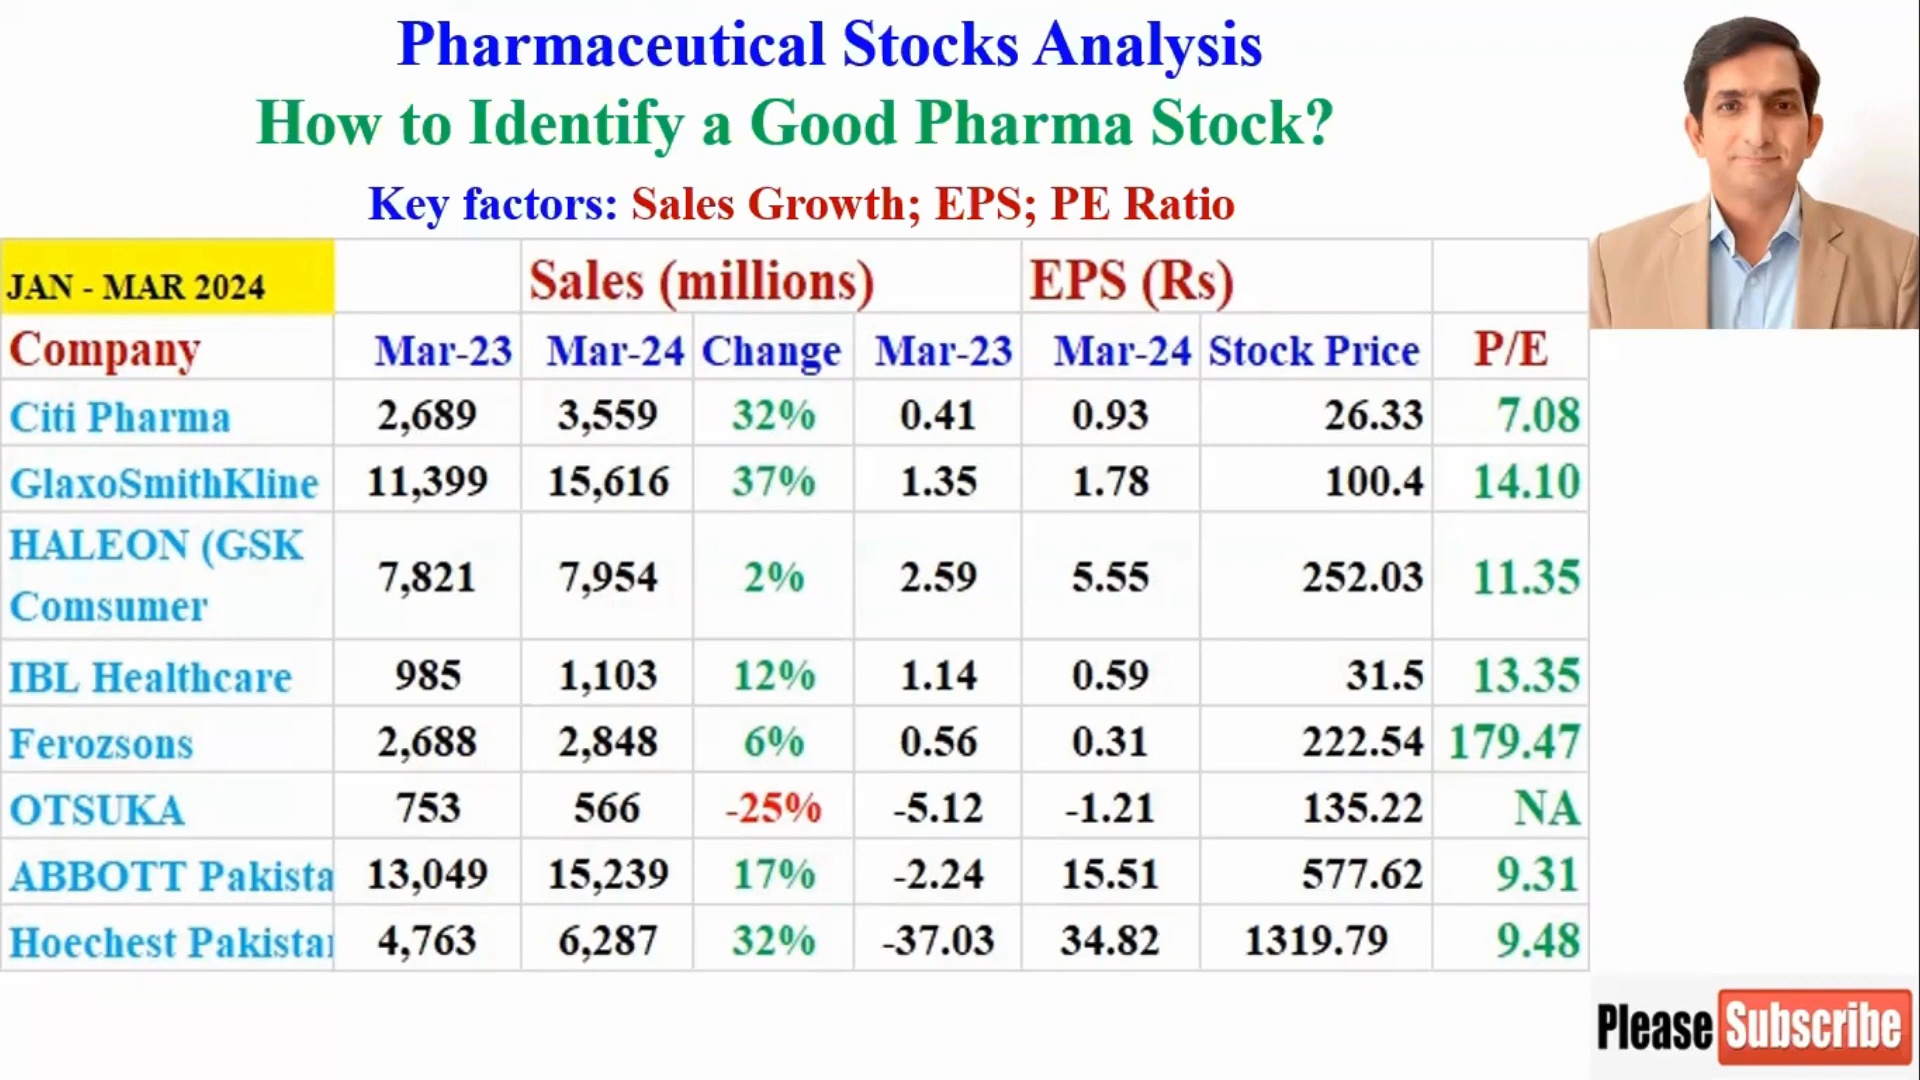 Pharmaceutical Stocks Analysis
How to Identify a Good Pharma Stock?
Key factors: Sales Growth; EPS; PE Ratio
JAN - MAR 2024 Sales (millions) EPS (Rs)
Company Mar-23 Mar-24 Change Mar-23 Mar-24 Stock Price P/E
Citi Pharma 2,689 3,559 32% 0.41 0.93 26.33 7.08
GlaxoSmithKline 11,399 15,616 37% 1.35 1.78 100.4 14.10
HALEON (GSK
Comsumer 7,821 7,954 2% 2.59 5.55 252.03 11.35
IBL Healthcare 985 1,103 12% 1.14 0.59 31.5 13.35
Ferozsons 2,688 2,848 6% 0.56 0.31 222.54 179.47
OTSUKA 753 566 -25% -5.12 -1.21 135.22 NA
ABBOTT Pakista 13,049 15,239 17% -2.24 15.51 577.62 9.31
Hoechest Pakistan 4,763 6,287 32% -37.03 34.82 1319.79 9.48
Please Subscribe